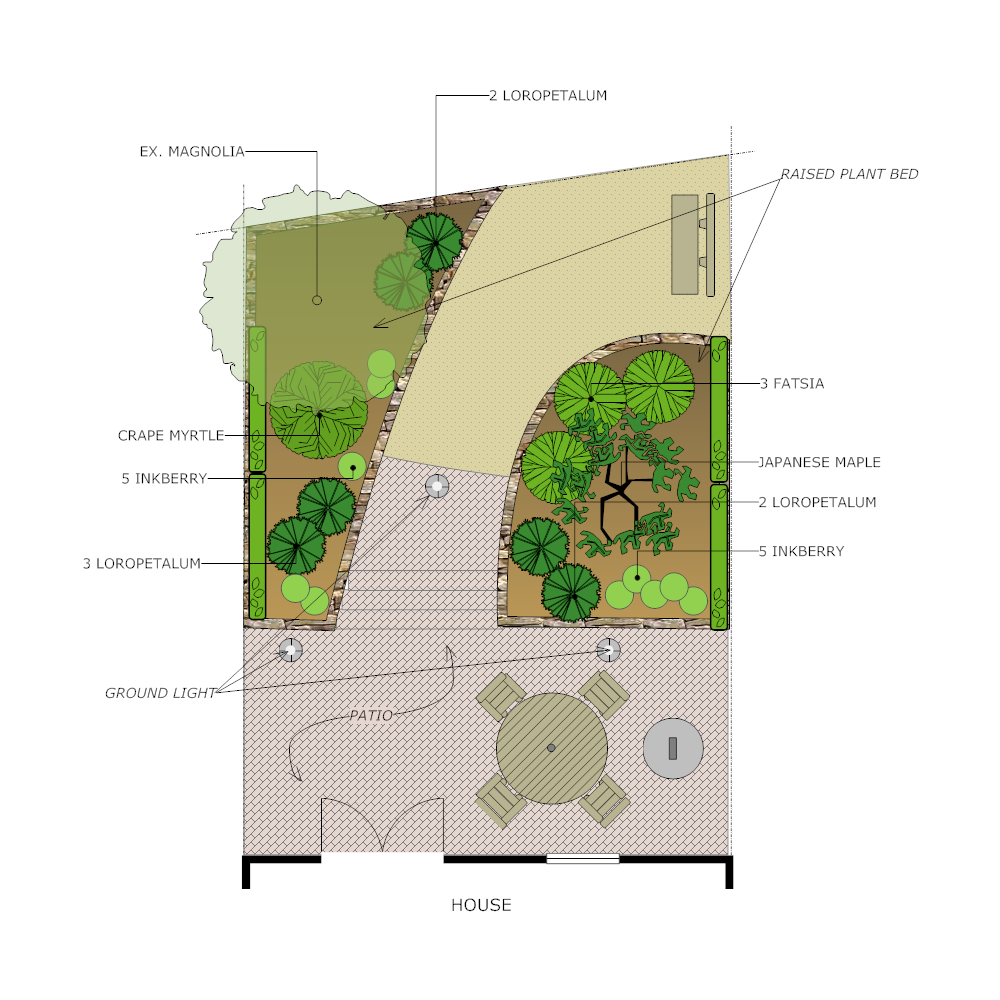 2 LOROPETALUM
EX. MAGNOLIA
RAISED PLANT BED
3 FATSIA
CRAPE MYRTLE
JAPANESE MAPLE
5 INKBERRY
2 LOROPETALUM
5 INKBERRY
3 LOROPETALUM
GROUND LIGHT
PATIO
HOUSE